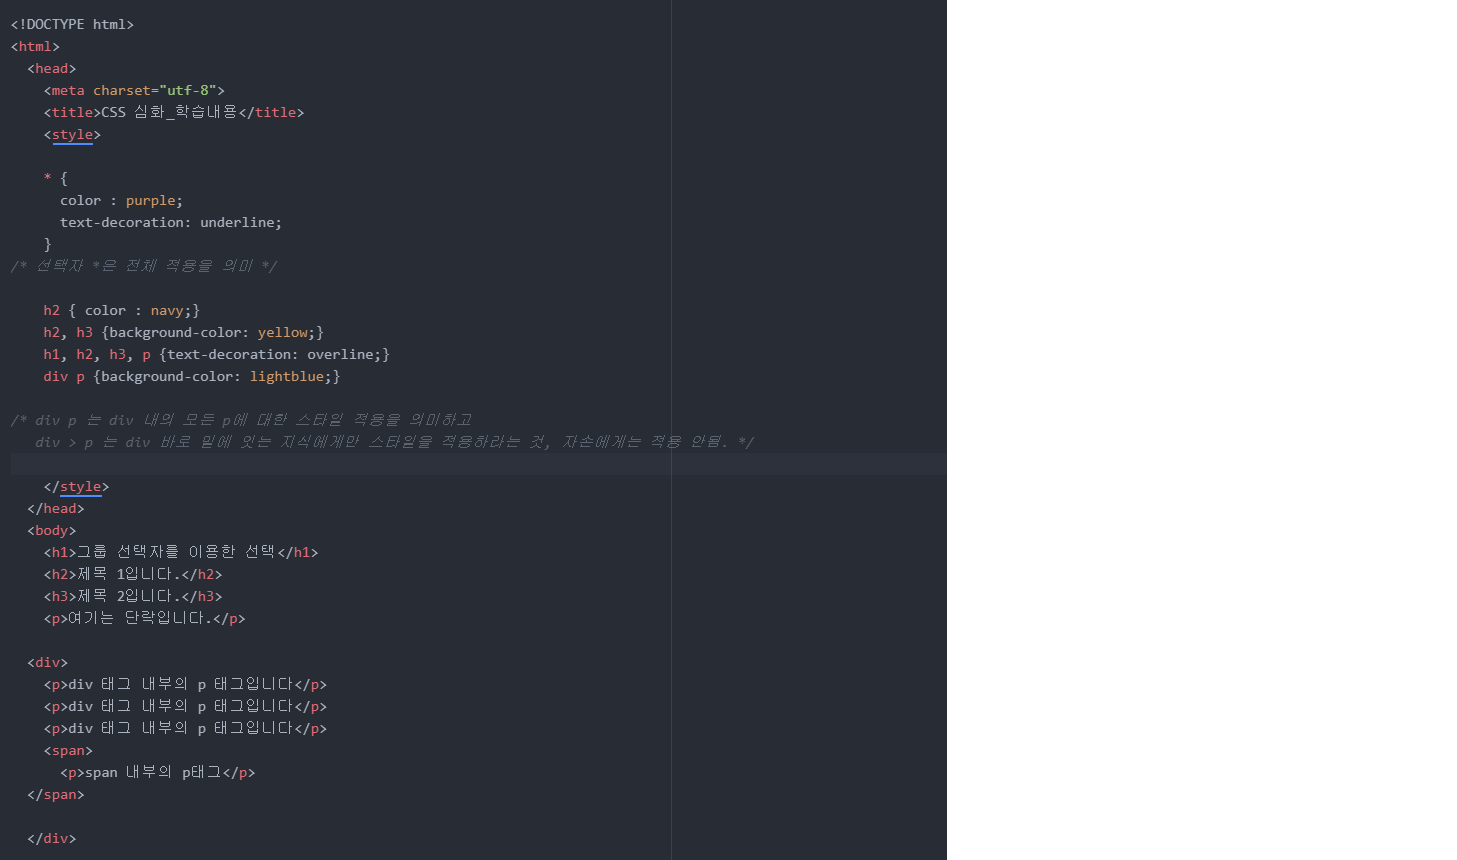 <!DOCTYPE html>
<html>
<head>
<meta charset="utf-8">
<title>CSS 심화_학습내용</title>
<style>
* {
color : purple;
text-decoration: underline;
}
/* 선택자 *은 전체 적용을 의미 */
h2 { color : navy;}
h2, h3 {background-color: yellow;}
h1, h2, h3, p {text-decoration: overline;}
div p {background-color: lightblue;}
/* div p 는 div 내의 모든 p에 대한 스타일 적용을 의미하고
div > p 는 div 바로 밑에 잇는 지식에게만 스타일을 적용하라는 것, 자손에게는 적용 안됨. */
</style>
</head>
<body>
<h1>그룹 선택자를 이용한 선택</h1>
<h2>제목 1입니다.</h2>
<h3>제목 2입니다.</h3>
<p>여기는 단락입니다.</p>
<div>
<p>div 태그 내부의 p 태그입니다</p>
<p>div 태그 내부의 p 태그입니다</p>
<p>div 태그 내부의 p 태그입니다</p>
<span>
<p>span 내부의 p태그</p>
</span>
</div>